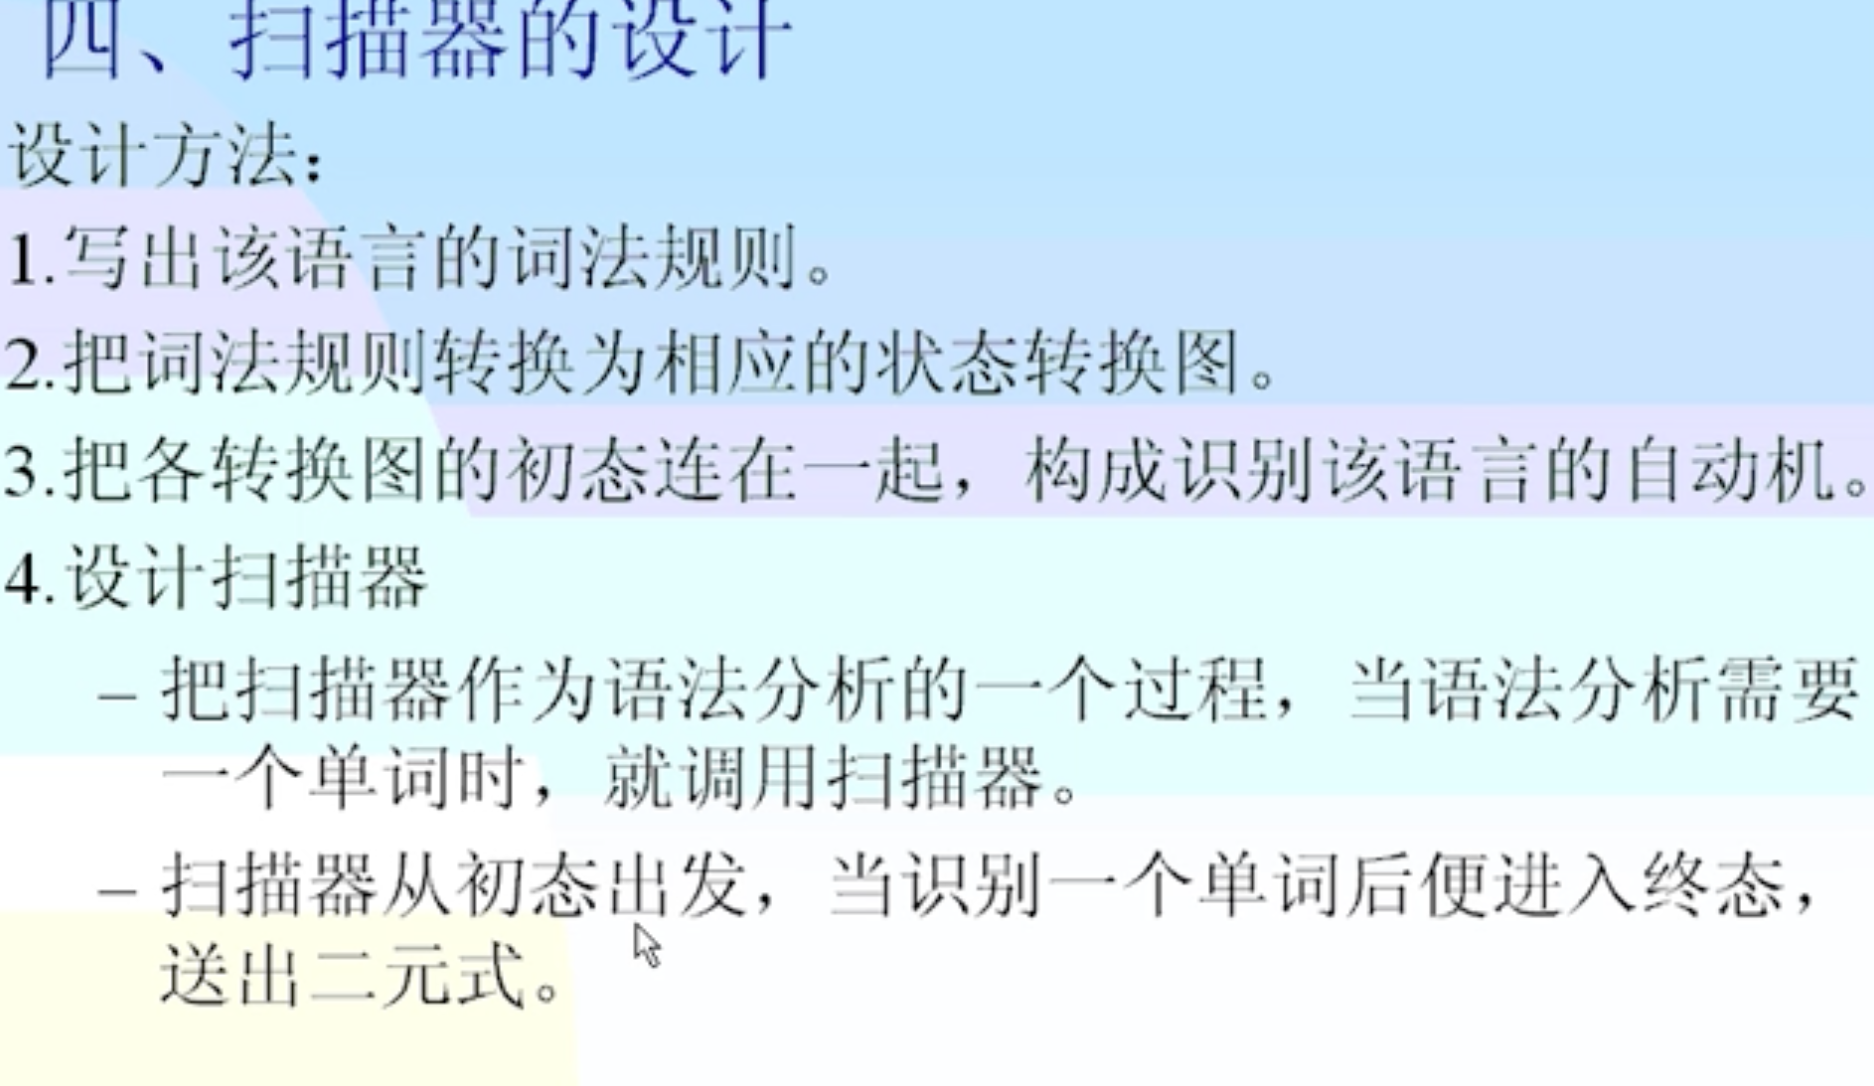 四、扫描器的设计
设计方法：
1.写出该语言的词法规则。
2.把词法规则转换为相应的状态转换图。
3.把各转换图的初态连在一起，构成识别该语言的自动机。
4.设计扫描器
– 把扫描器作为语法分析的一个过程，当语法分析需要
一个单词时，就调用扫描器。
– 扫描器从初态出发，当识别一个单词后便进入终态，
送出二元式。